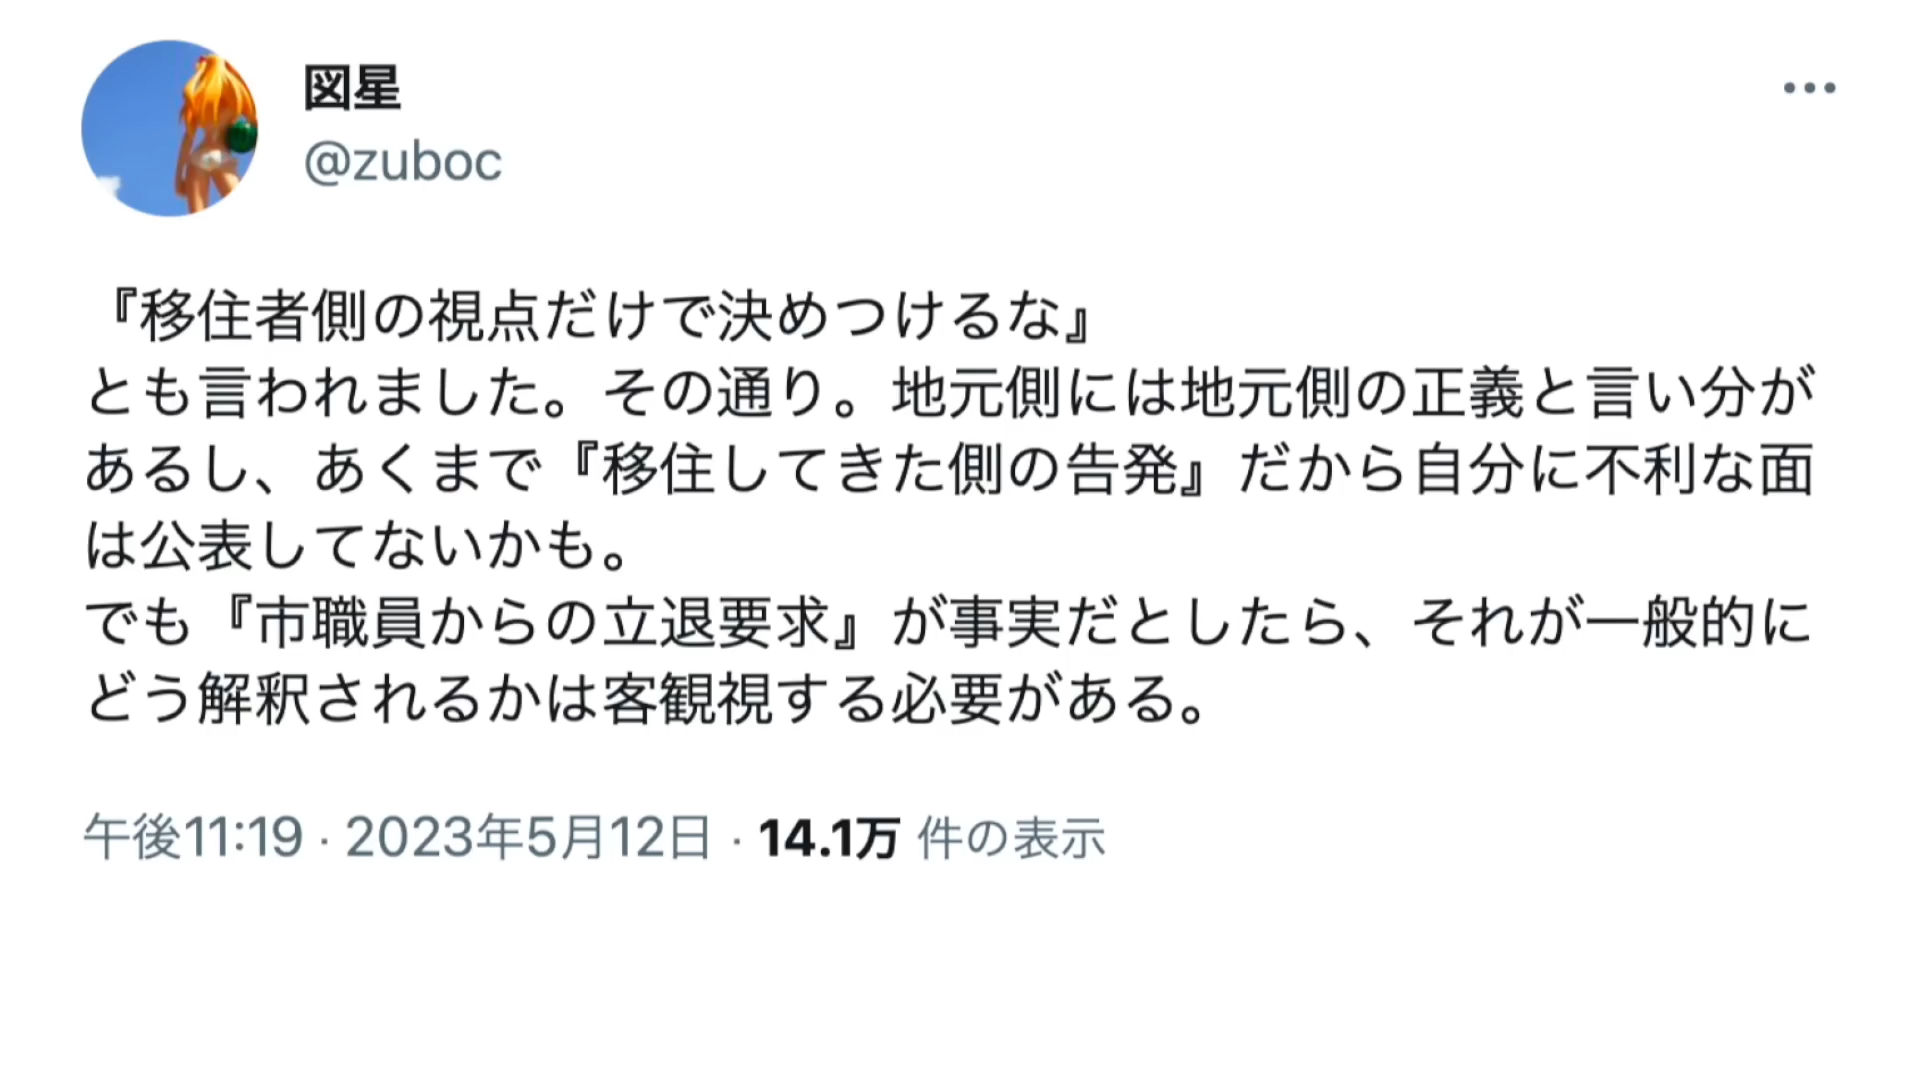 図星
@zuboc
『移住者側の視点だけで決めつけるな』
とも言われました。その通り。地元側には地元側の正義と言い分が
あるし、あくまで『移住してきた側の告発』だから自分に不利な面
は公表してないかも。
でも『市職員からの立退要求』が事実だとしたら、それが一般的に
どう解釈されるかは客観視する必要がある。
午後11:19 · 2023年5月12日 · 14.1万 件の表示